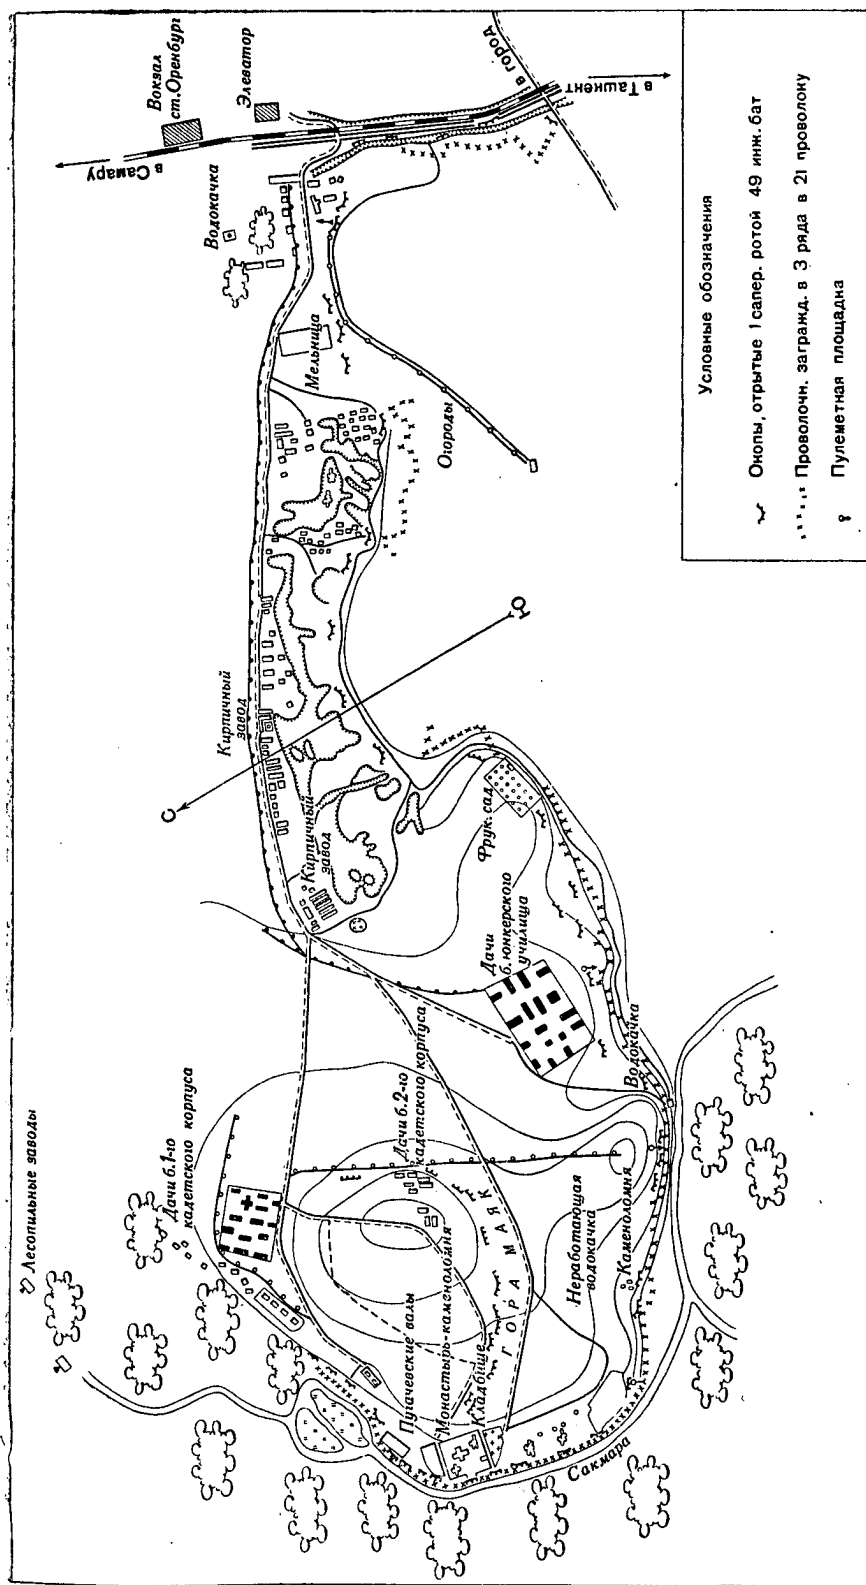 Лесопильные заводы
Дачи б.1-го
кадетского корпуса
Пугачевские валы
Монастырь-каменоломня
Кладбище
ГОРА МАЯК
Дачи б.2-го
кадетского корпуса
Сакмара
Неработающая
водокачка
Каменоломня
Водокачка
Дачи
б.юнкерского
училища
Фрук. сад
Кирпичный
завод
Кирпичный
завод
С
Ю
Огороды
Мельница
Водокачка
Вокзал
ст.Оренбург
Элеватор
в Самару
в город
в Ташкент
Условные обозначения
Окопы, отрытые 1 сапер. ротой 49 инж. бат
Проволочн. загражд. в 3 ряда в 21 проволону
Пулеметная площадна